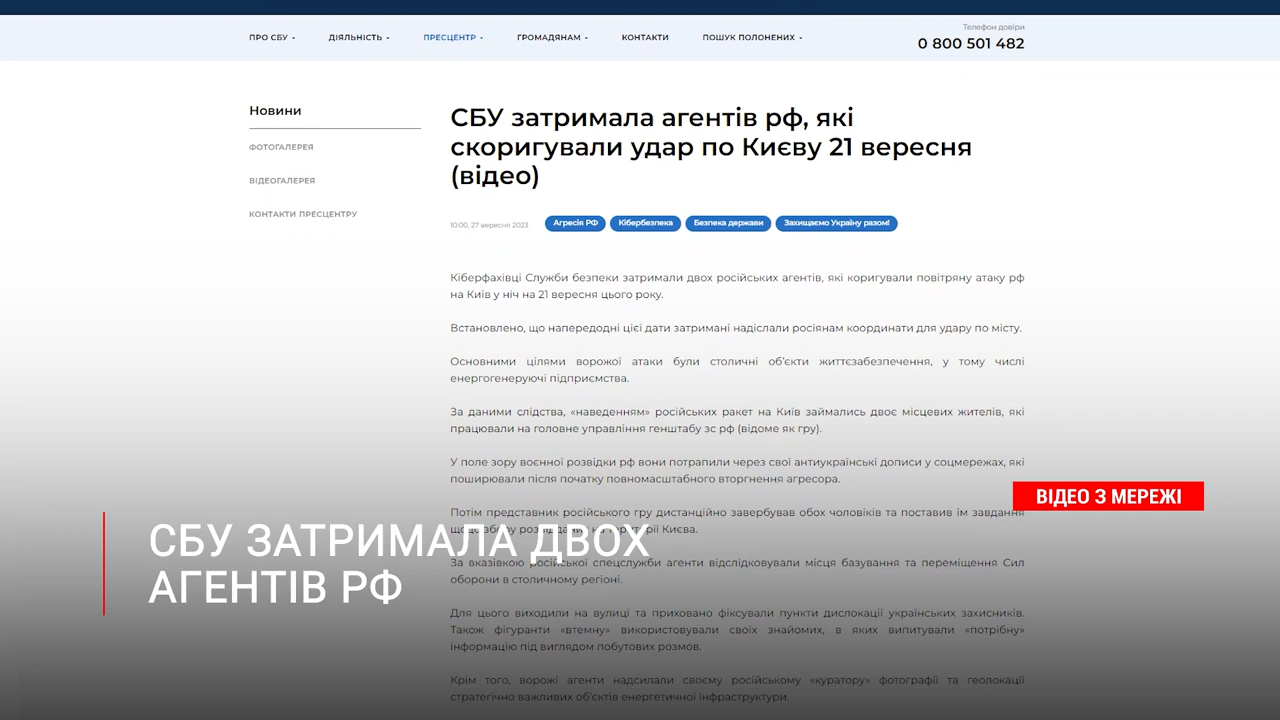 ПРО СБУ
ДІЯЛЬНІСТЬ
ПРЕСЦЕНТР
ГРОМАДЯНАМ
КОНТАКТИ
ПОШУК ПОЛОНЕНИХ
Телефон довіри
0 800 501 482
Новини
ФОТОГАЛЕРЕЯ
ВІДЕОГАЛЕРЕЯ
КОНТАКТИ ПРЕСЦЕНТРУ
СБУ затримала агентів рф, які
скоригували удар по Києву 21 вересня
(відео)
10:00, 27 вересня 2023
Агресія РФ
Кібербезпека
Безпека держави
Захищаємо Україну разом!
Кіберфахівці Служби безпеки затримали двох російських агентів, які коригували повітряну атаку рф
на Київ у ніч на 21 вересня цього року.
Встановлено, що напередодні цієї дати затримані надіслали росіянам координати для удару по місту.
Основними цілями ворожої атаки були столичні об'єкти життєзабезпечення, у тому числі
енергогенеруючі підприємства.
За даними слідства, «наведенням» російських ракет на Київ займались двоє місцевих жителів, які
працювали на головне управління генштабу зс рф (відоме як гру).
У поле зору воєнної розвідки рф вони потрапили через свої антиукраїнські дописи у соцмережах, які
поширювали після початку повномасштабного вторгнення агресора.
Потім представник російського гру дистанційно завербував обох чоловіків та поставив їм завдання
щодо збору розвідданих на території Києва.
За вказівкою російської спецслужби агенти відслідковували місця базування та переміщення Сил
оборони в столичному регіоні.
Для цього виходили на вулиці та приховано фіксували пункти дислокації українських захисників.
Також фігуранти «втемну» використовували своїх знайомих, в яких випитували «потрібну»
інформацію під виглядом побутових розмов.
Крім того, ворожі агенти надсилали своєму російському «куратору» фотографії та геолокації
стратегічно важливих об'єктів енергетичної інфраструктури.
ВІДЕО З МЕРЕЖІ
СБУ ЗАТРИМАЛА ДВОХ
АГЕНТІВ РФ